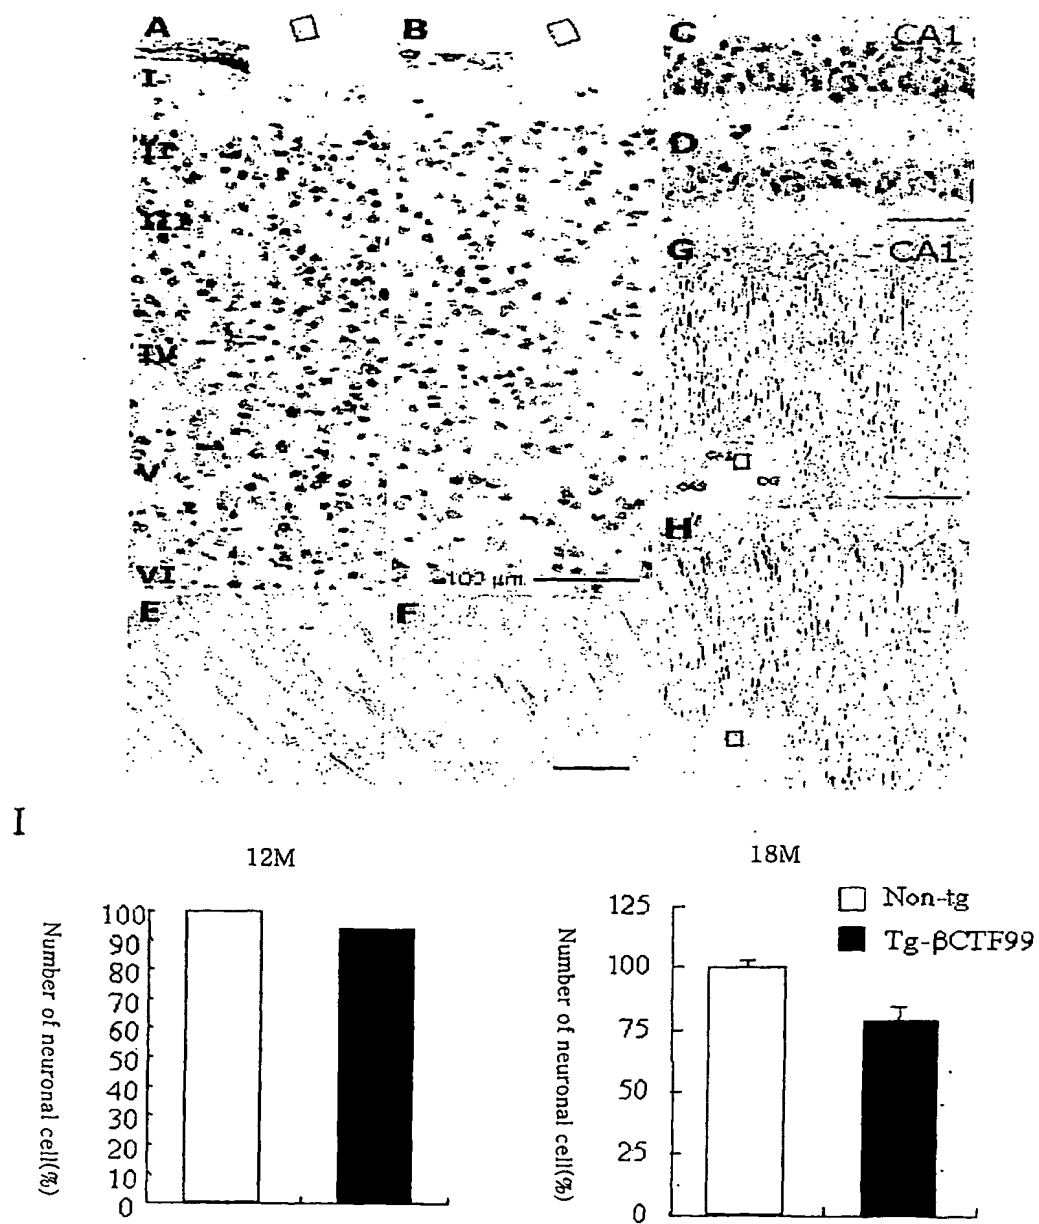 A
B
C
CA1
I
II
D
III
G
CA1
IV
V
DG
H
VI
100 μm
E
F
I
12M
18M
Non-tg
Tg-βCTF99
Number of neuronal cell(%)
100
90
80
70
60
50
40
30
20
10
0
Number of neuronal cell(%)
125
100
75
50
25
0